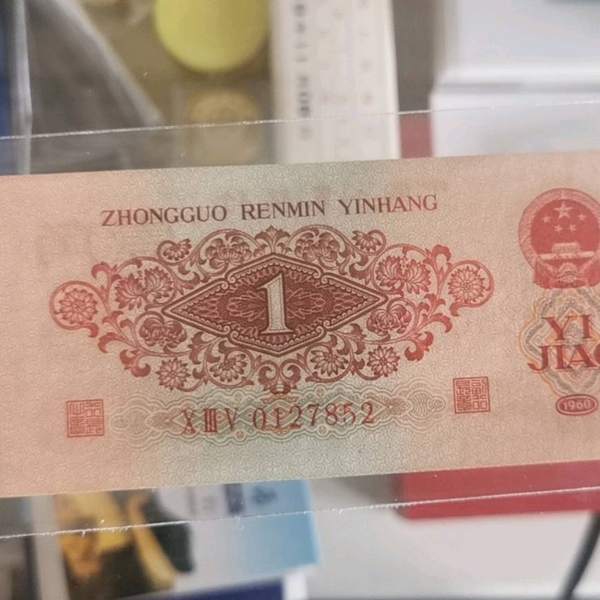 ZHONGGUO RENMIN YINHANG
1
YI
JIAO
X III V 0127852
1960